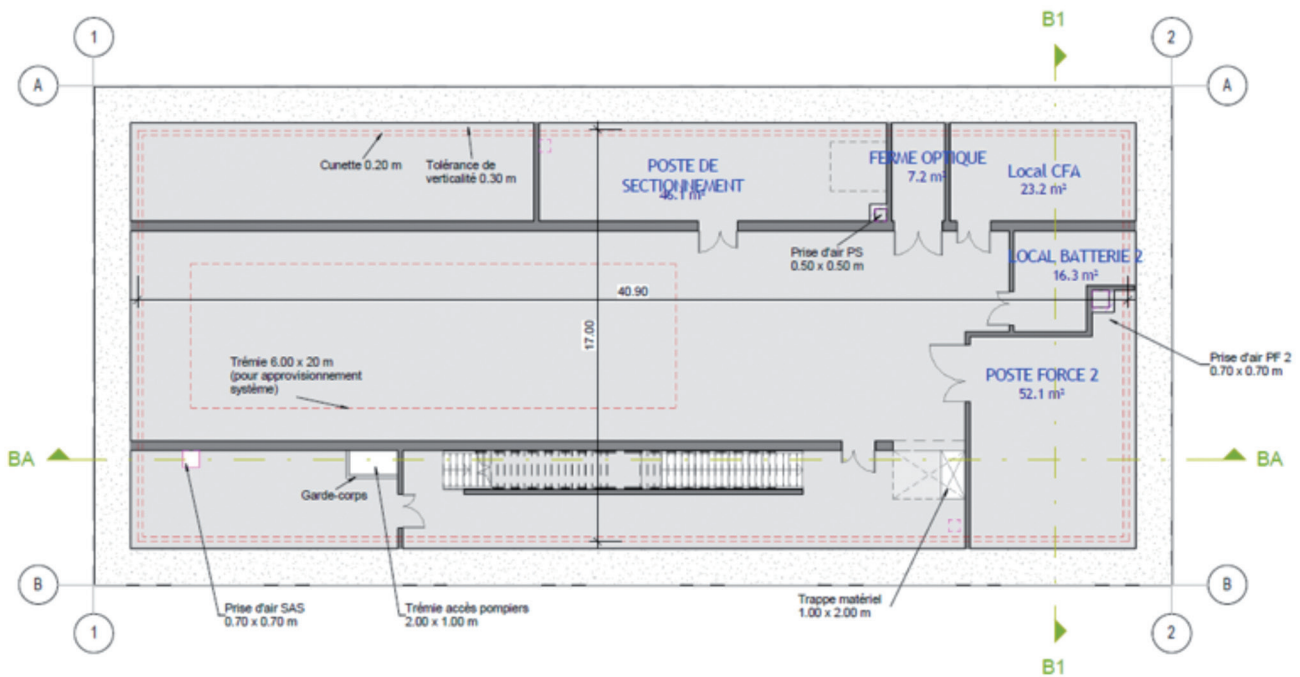 B1
1
2
A
A
Cunette 0.20 m
Tolérance de
verticalité 0.30 m
POSTE DE
SECTIONNEMENT
46.1 m²
FERME OPTIQUE
7.2 m²
Local CFA
23.2 m²
Prise d'air PS
0.50 x 0.50 m
LOCAL BATTERIE 2
16.3 m²
40.90
17.00
Trémie 6.00 x 20 m
(pour approvisionnement
système)
Prise d'air PF 2
0.70 x 0.70 m
POSTE FORCE 2
52.1 m²
BA
BA
Garde-corps
B
B
Prise d'air SAS
0.70 x 0.70 m
Trémie accès pompiers
2.00 x 1.00 m
Trappe matériel
1.00 x 2.00 m
1
2
B1